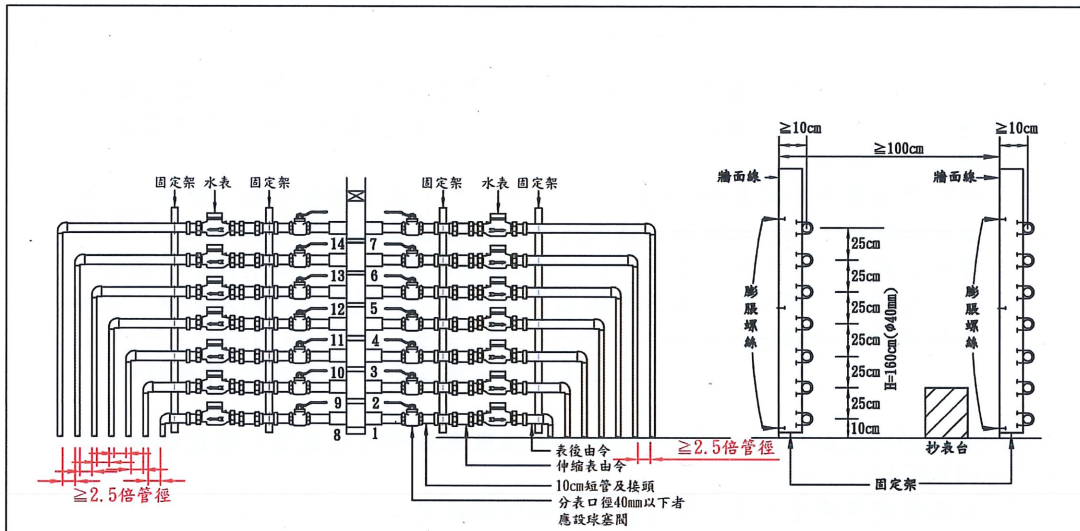 固定架
水表
固定架
固定架
水表
固定架
14
7
13
6
12
5
11
4
10
3
9
2
8
1
≧2.5倍管徑
≧2.5倍管徑
表後由令
伸縮表由令
10cm短管及接頭
分表口徑40mm以下者
應設球塞閥
≧10cm
≧10cm
≧100cm
牆面線
牆面線
膨脹螺絲
膨脹螺絲
25cm
25cm
25cm
25cm
25cm
25cm
10cm
H=160cm(φ40mm)
抄表台
固定架